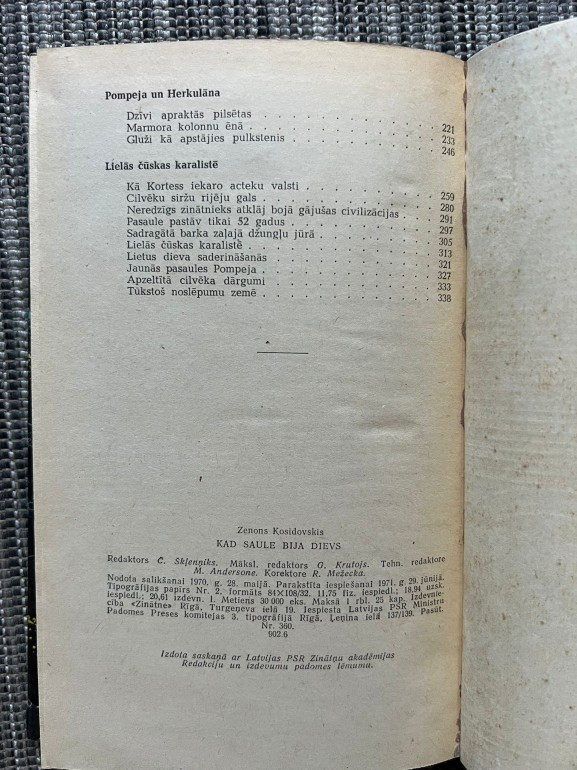 Pompeja un Herkulāna
Dzīvi apraktās pilsētas . . . . . . . . . . . 221
Marmora kolonnu ēnā . . . . . . . . . . . 233
Gluži kā apstājies pulkstenis . . . . . . . . . . . 246
Lielās čūskas karalistē
Kā Kortess iekaro acteku valsti . . . . . . . . . . 259
Cilvēku siržu rijēju gals . . . . . . . . . . 280
Neredzīgs zinātnieks atklāj bojā gājušas civilizācijas . . 291
Pasaule pastāv tikai 52 gadus . . . . . . . . . . 297
Sadragātā barka zaļajā džungļu jūrā . . . . . . . . 305
Lielās čūskas karalistē . . . . . . . . . . 313
Lietus dieva saderināšanās . . . . . . . . . . 321
Jaunās pasaules Pompeja . . . . . . . . . . 327
Apzeltītā cilvēka dārgumi . . . . . . . . . . 333
Tūkstoš noslēpumu zemē . . . . . . . . . . 338
Zenons Kosidovskis
KAD SAULE BIJA DIEVS
Redaktors Č. Šķļenņiks. Māksl. redaktors G. Krutojs. Tehn. redaktore
M. Andersone. Korektore R. Mežecka.
Nodota salikšanai 1970. g. 28. maijā. Parakstīta iespiešanai 1971. g. 29. jūnijā.
Tipogrāfijas papīrs Nr. 2, formāts 84×108/32. 11,75 fiz. iespiedl.; 18,94 uzsk.
iespiedl.; 20,61 izdevn. l. Metiens 30 000 eks. Maksā 1 rbl. 25 kap. Izdevnie-
cība «Zinātne» Rīgā, Turgeņeva ielā 19. Iespiesta Latvijas PSR Ministru
Padomes Preses komitejas 3. tipogrāfijā Rīgā, Ļeņina ielā 137/139. Pasūt.
Nr. 360.
902.6
Izdota saskaņā ar Latvijas PSR Zinātņu akadēmijas
Redakciju un izdevumu padomes lēmumu.